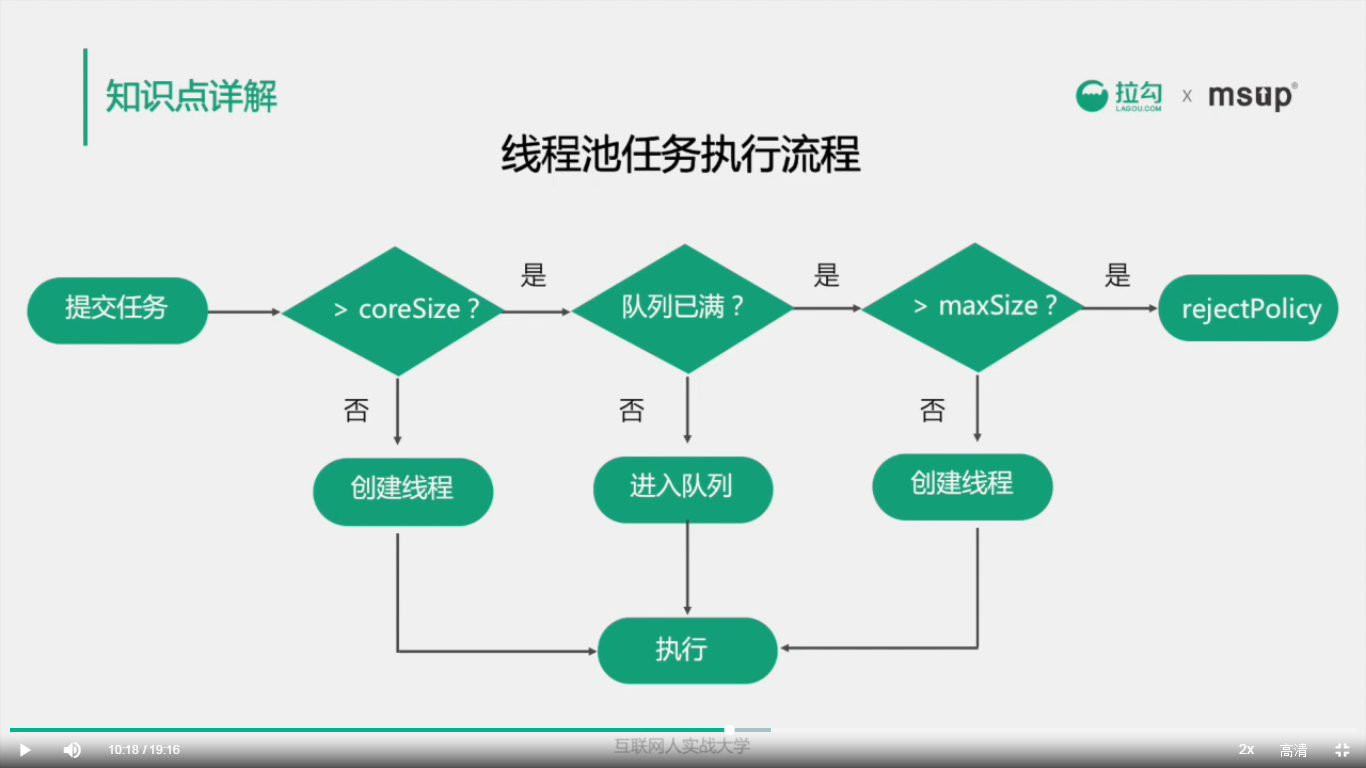 知识点详解
拉勾
LAGOU.COM
x
msup®
线程池任务执行流程
提交任务
> coreSize？
是
队列已满？
是
> maxSize？
是
rejectPolicy
否
否
否
创建线程
进入队列
创建线程
执行
互联网人实战大学
10:18 / 19:16
2x
高清